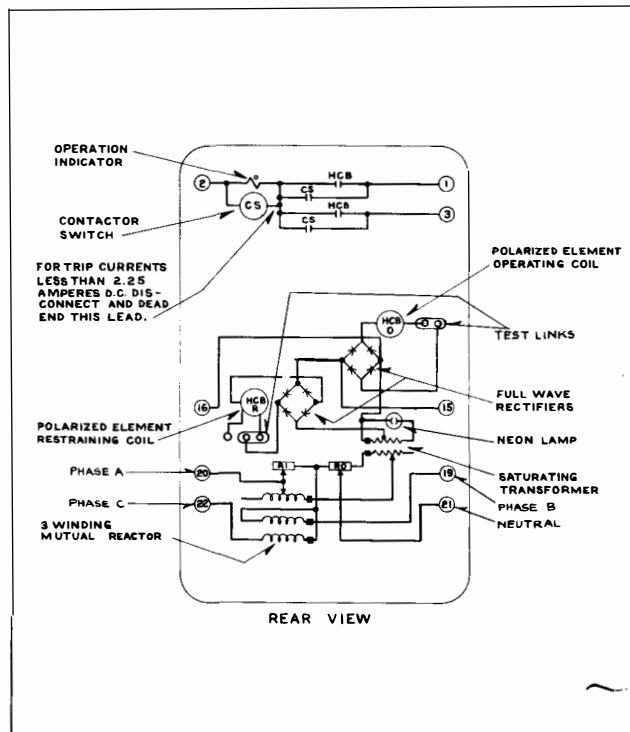 OPERATION
INDICATOR
HCB
2
1
CS
CS
HCB
3
CONTACTOR
SWITCH
CS
FOR TRIP CURRENTS
LESS THAN 2.25
AMPERES D.C. DIS-
CONNECT AND DEAD
END THIS LEAD.
POLARIZED ELEMENT
OPERATING COIL
HCB
O
TEST LINKS
FULL WAVE
RECTIFIERS
16
HCB
R
15
POLARIZED ELEMENT
RESTRAINING COIL
NEON LAMP
PHASE A
20
R1
R0
19
SATURATING
TRANSFORMER
PHASE C
22
21
PHASE B
NEUTRAL
3 WINDING
MUTUAL REACTOR
REAR VIEW